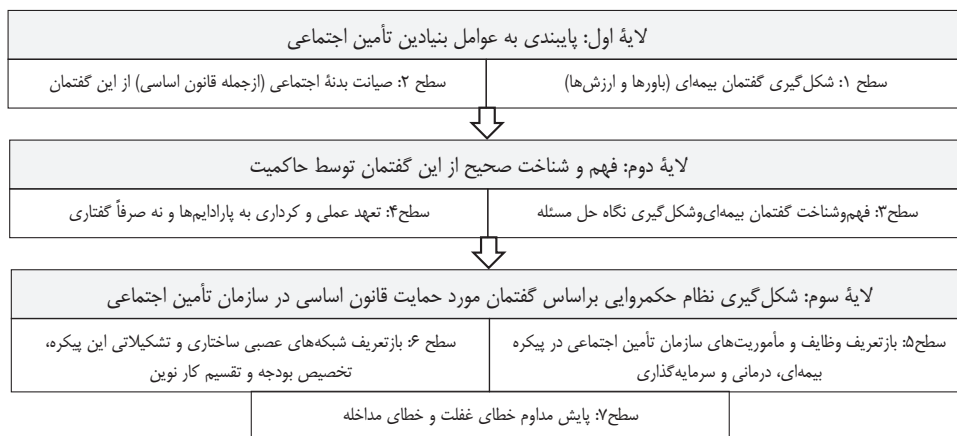 لایهٔ اول: پایبندی به عوامل بنیادین تأمین اجتماعی
سطح ۱: شکل‌گیری گفتمان بیمه‌ای (باورها و ارزش‌ها)
سطح ۲: صیانت بدنهٔ اجتماعی (ازجمله قانون اساسی) از این گفتمان
لایهٔ دوم: فهم و شناخت صحیح از این گفتمان توسط حاکمیت
سطح۳: فهم‌وشناخت گفتمان بیمه‌ای‌وشکل‌گیری نگاه حل مسئله
سطح۴: تعهد عملی و کرداری به پارادایم‌ها و نه صرفاً گفتاری
لایهٔ سوم: شکل‌گیری نظام حکمروایی براساس گفتمان مورد حمایت قانون اساسی در سازمان تأمین اجتماعی
سطح۵: بازتعریف وظایف و مأموریت‌های سازمان تأمین اجتماعی در پیکره
بیمه‌ای، درمانی و سرمایه‌گذاری
سطح ۶: بازتعریف شبکه‌های عصبی ساختاری و تشکیلاتی این پیکره،
تخصیص بودجه و تقسیم کار نوین
سطح۷: پایش مداوم خطای غفلت و خطای مداخله